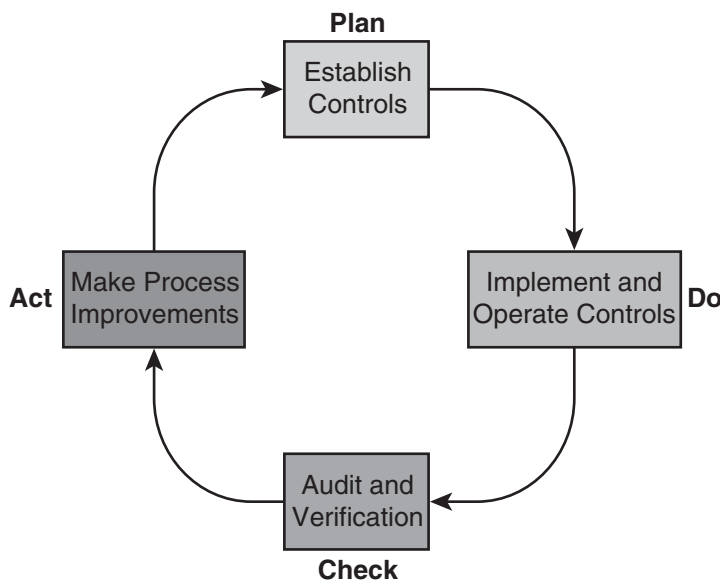 Plan
Establish
Controls
Act
Make Process
Improvements
Implement and
Operate Controls
Do
Audit and
Verification
Check